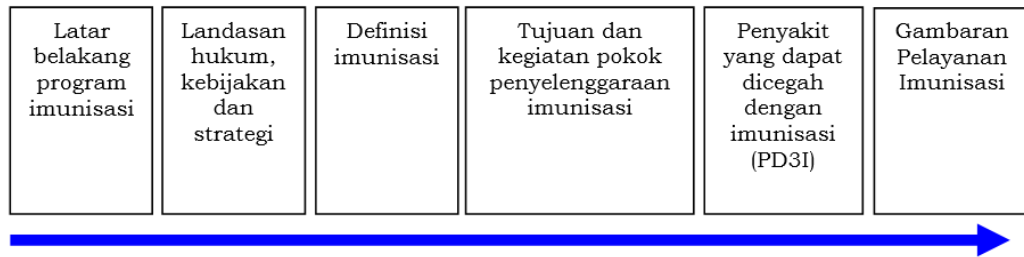 Latar
belakang
program
imunisasi
Landasan
hukum,
kebijakan
dan
strategi
Definisi
imunisasi
Tujuan dan
kegiatan pokok
penyelenggaraan
imunisasi
Penyakit
yang dapat
dicegah
dengan
imunisasi
(PD3I)
Gambaran
Pelayanan
Imunisasi